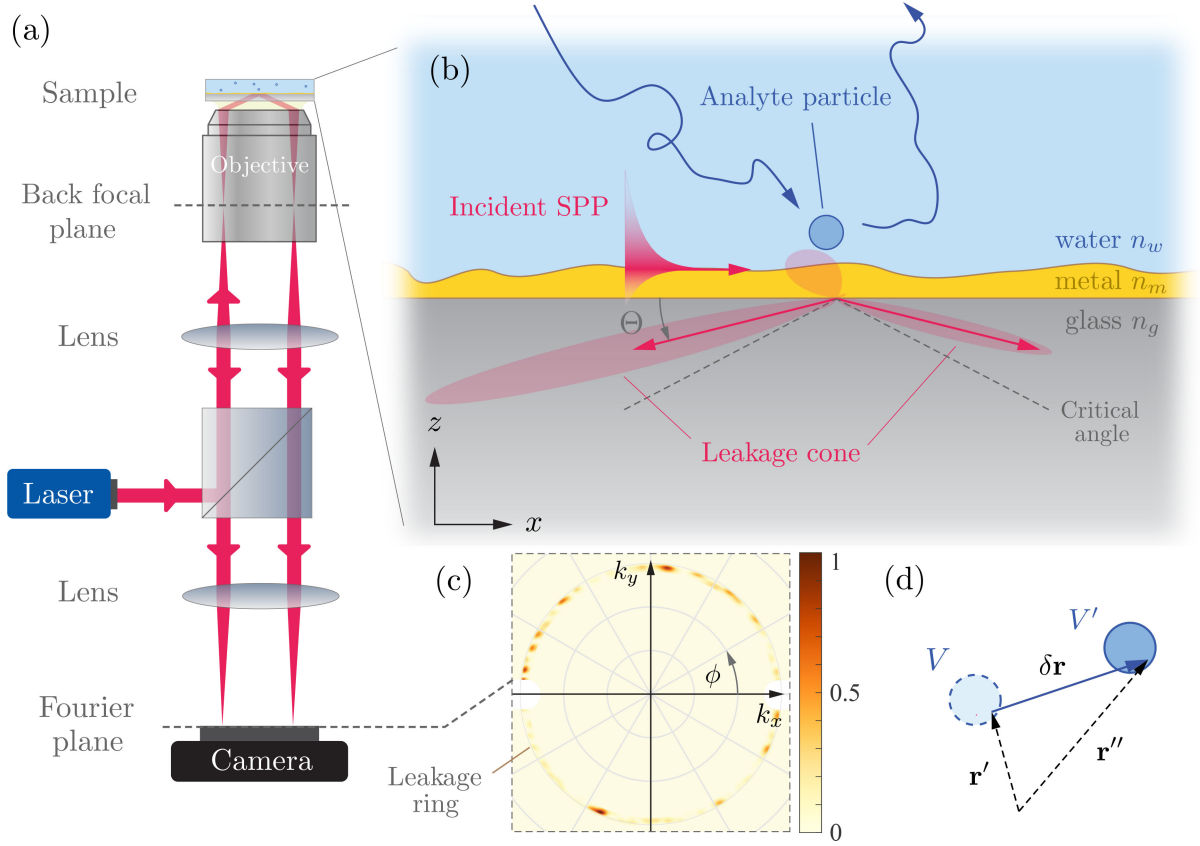 (a)
Sample
Objective
Back focal
plane
Lens
Laser
Lens
Fourier
plane
Camera
(b)
Analyte particle
Incident SPP
water n_w
metal n_m
glass n_g
Θ
Critical
angle
Leakage cone
z
x
(c)
k_y
ϕ
k_x
Leakage
ring
1
0.5
0
(d)
V′
V
δr
r′
r′′